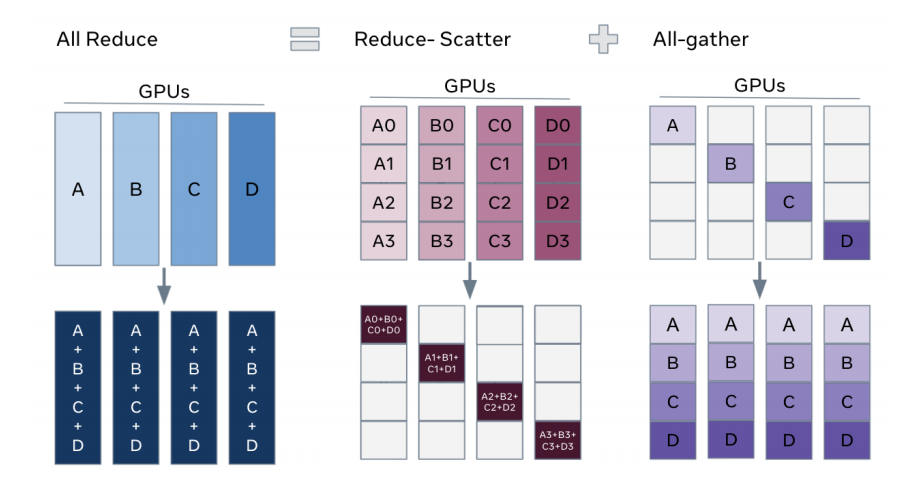 All Reduce
=
Reduce- Scatter
+
All-gather
GPUs
A B C D
A
+
B
+
C
+
D
A
+
B
+
C
+
D
A
+
B
+
C
+
D
A
+
B
+
C
+
D
GPUs
A0 B0 C0 D0
A1 B1 C1 D1
A2 B2 C2 D2
A3 B3 C3 D3
A0+B0+
C0+D0
A1+B1+
C1+D1
A2+B2+
C2+D2
A3+B3+
C3+D3
GPUs
A
B
C
D
A A A A
B B B B
C C C C
D D D D